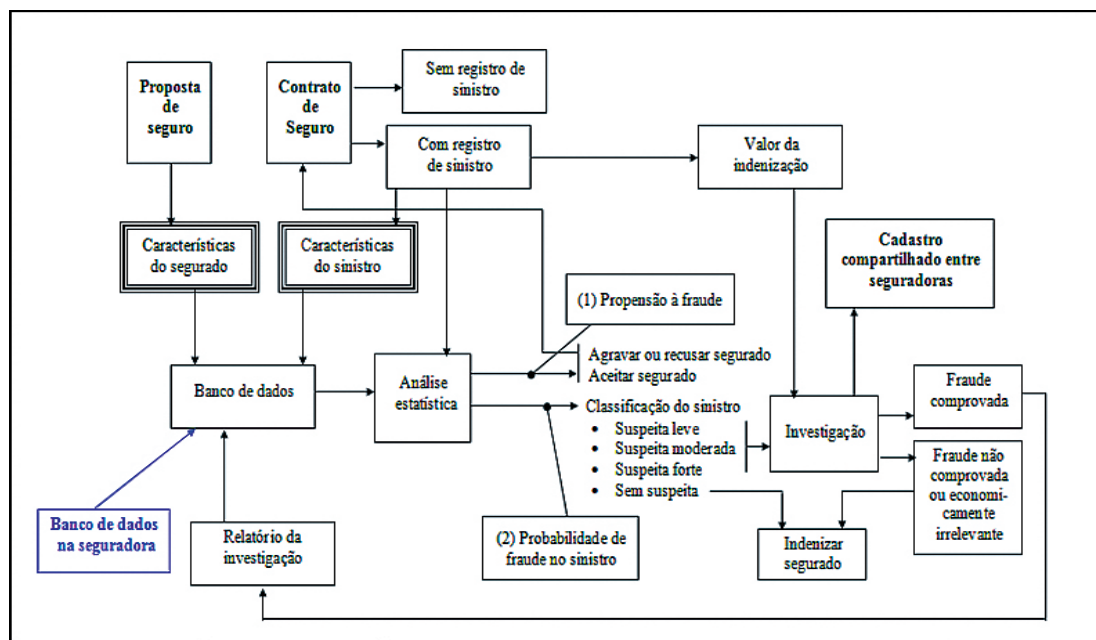 Proposta
de
seguro
Contrato
de
Seguro
Sem registro de
sinistro
Com registro
de sinistro
Valor da
indenização
Características
do segurado
Características
do sinistro
Cadastro
compartilhado entre
seguradoras
(1) Propensão à fraude
Agravar ou recusar segurado
Aceitar segurado
Banco de dados
Análise
estatística
Classificação do sinistro
• Suspeita leve
• Suspeita moderada
• Suspeita forte
• Sem suspeita
Investigação
Fraude
comprovada
Fraude não
comprovada
ou economi-
camente
irrelevante
Banco de dados
na seguradora
Relatório da
investigação
(2) Probabilidade de
fraude no sinistro
Indenizar
segurado